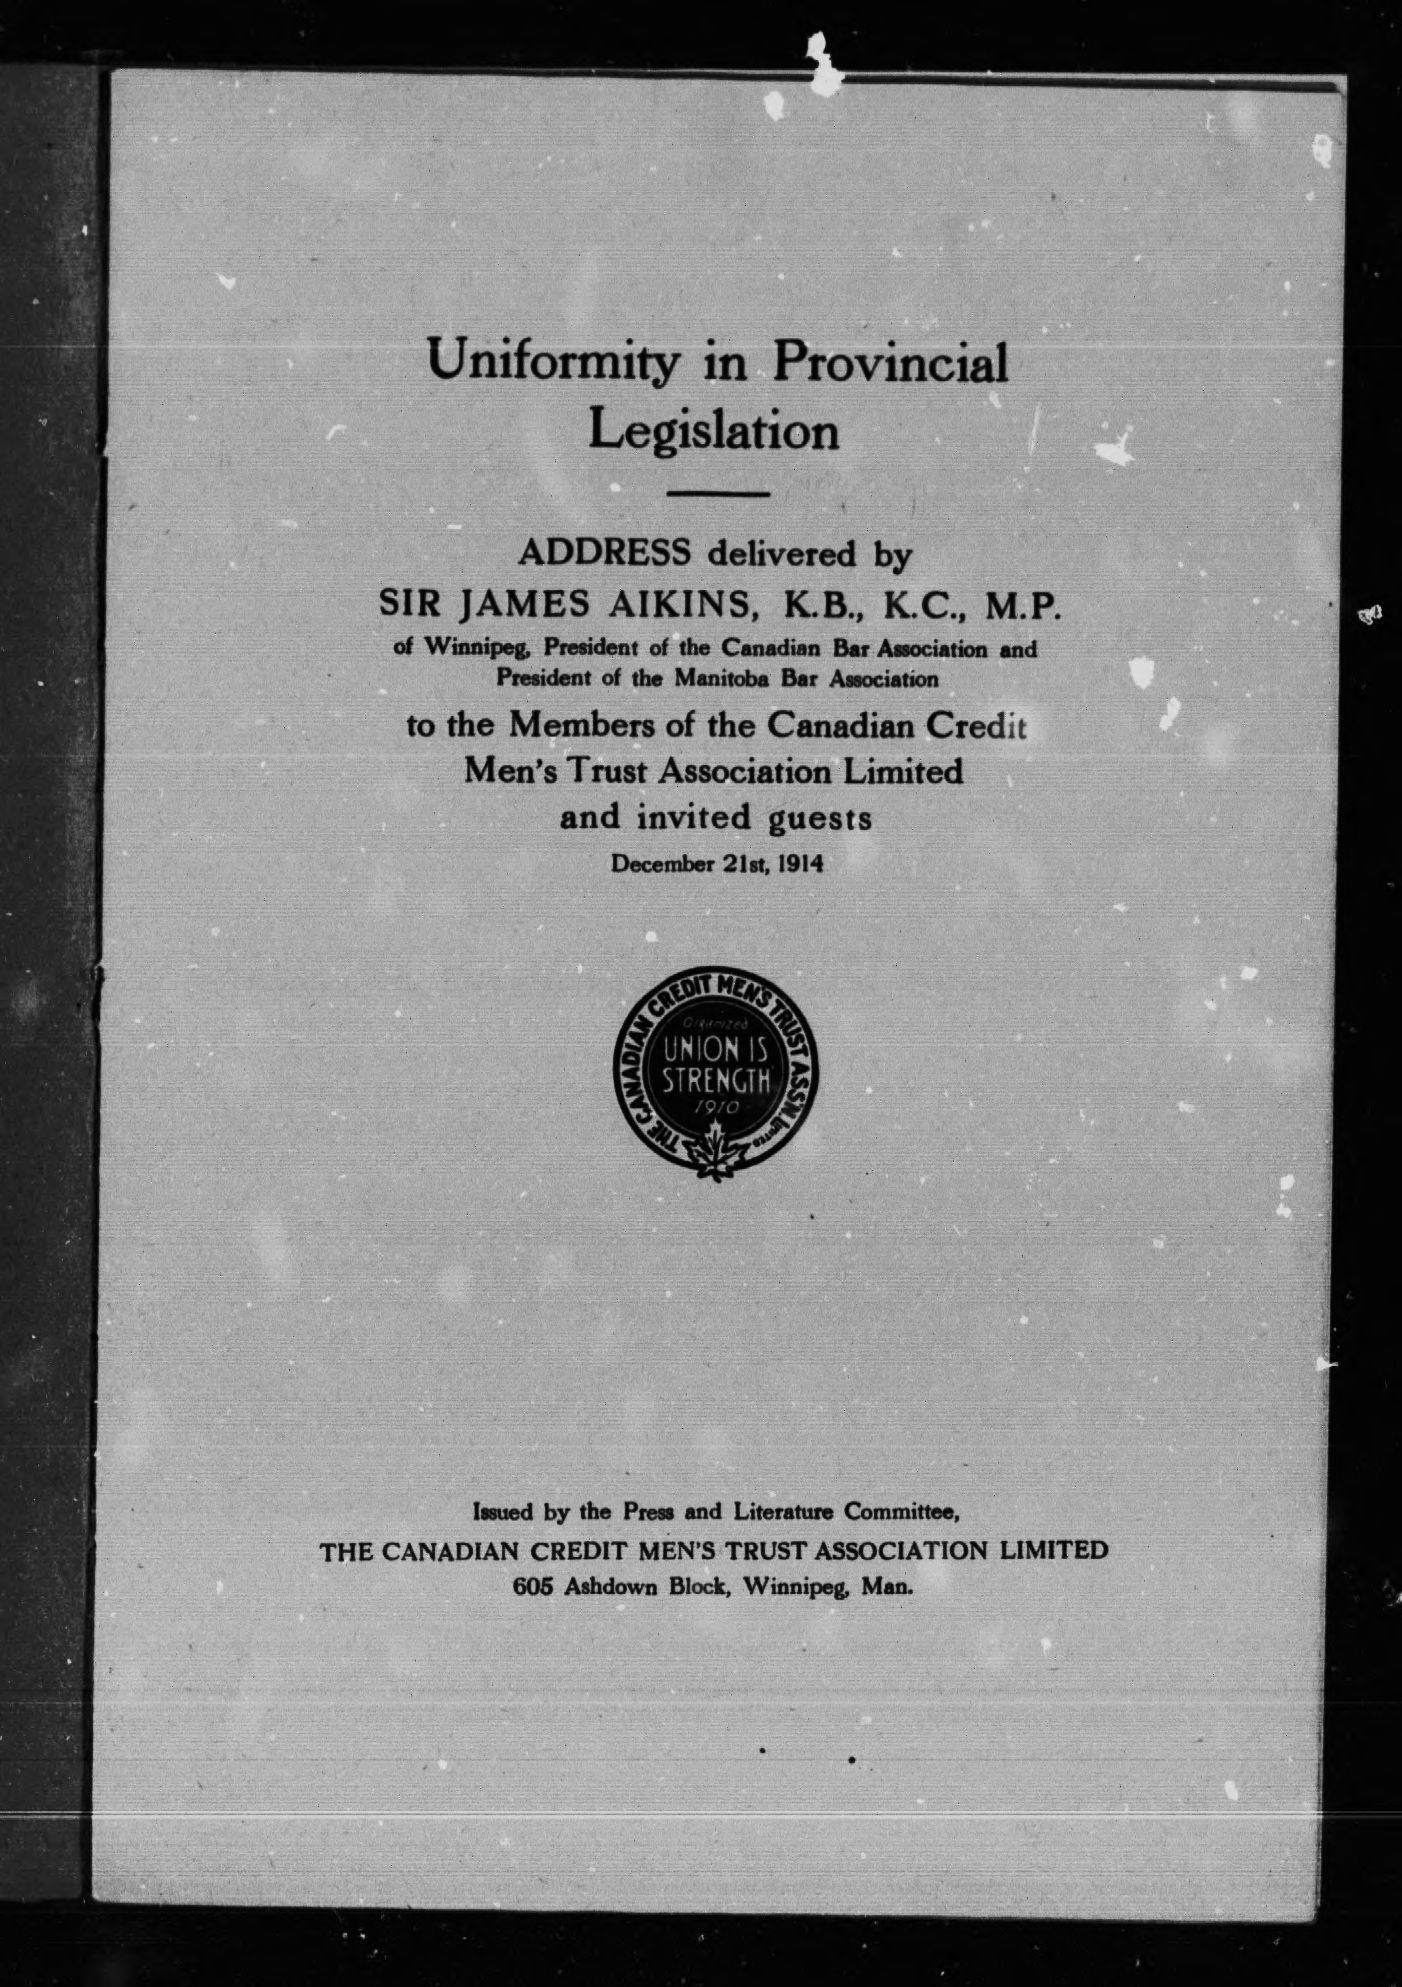 Uniformity in Provincial
Legislation
ADDRESS delivered by
SIR JAMES AIKINS, K.B., K.C., M.P.
of Winnipeg, President of the Canadian Bar Association and
President of the Manitoba Bar Association
to the Members of the Canadian Credit
Men's Trust Association Limited
and invited guests
December 21st, 1914
THE CANADIAN CREDIT MEN'S TRUST ASS'N. LIMITED
Organized
UNION IS
STRENGTH
1910
Issued by the Press and Literature Committee,
THE CANADIAN CREDIT MEN'S TRUST ASSOCIATION LIMITED
605 Ashdown Block, Winnipeg, Man.